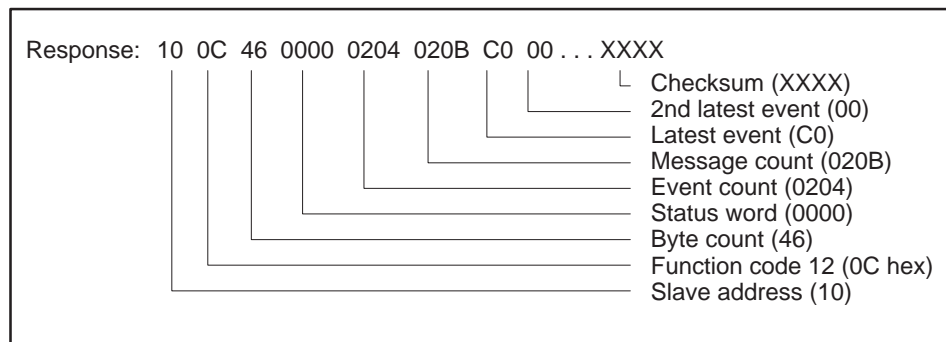 Response: 10 0C 46 0000 0204 020B C0 00 . . . XXXX
Checksum (XXXX)
2nd latest event (00)
Latest event (C0)
Message count (020B)
Event count (0204)
Status word (0000)
Byte count (46)
Function code 12 (0C hex)
Slave address (10)